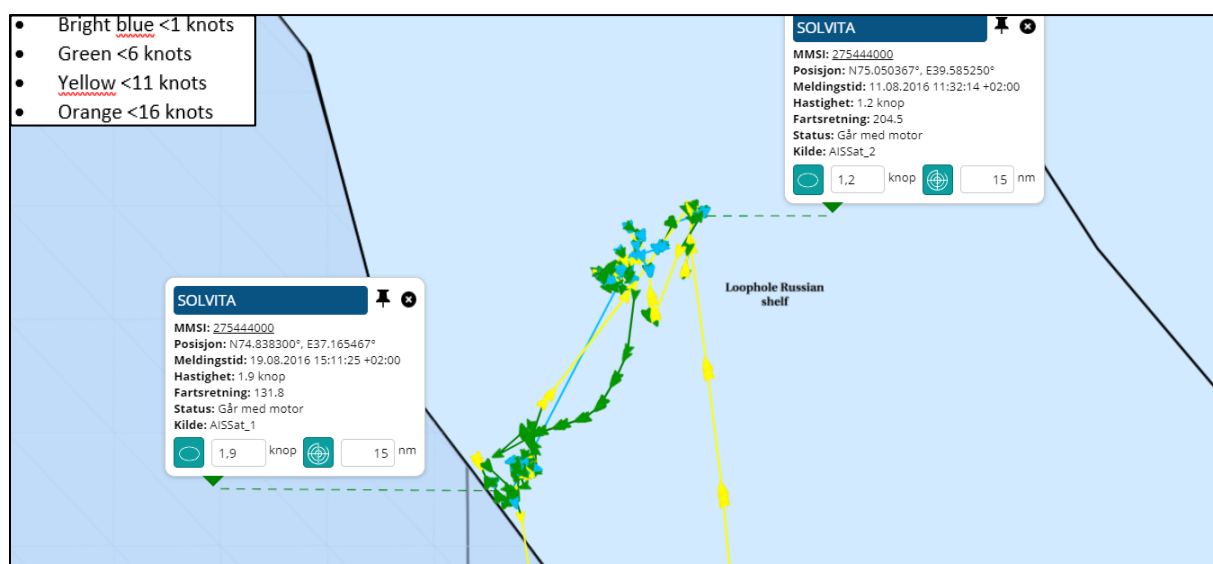 • Bright blue <1 knots
• Green <6 knots
• Yellow <11 knots
• Orange <16 knots
SOLVITA
MMSI: 275444000
Posisjon: N75.050367°, E39.585250°
Meldingstid: 11.08.2016 11:32:14 +02:00
Hastighet: 1.2 knop
Fartsretning: 204.5
Status: Går med motor
Kilde: AISSat_2
1,2 knop 15 nm
Loophole Russian
shelf
SOLVITA
MMSI: 275444000
Posisjon: N74.838300°, E37.165467°
Meldingstid: 19.08.2016 15:11:25 +02:00
Hastighet: 1.9 knop
Fartsretning: 131.8
Status: Går med motor
Kilde: AISSat_1
1,9 knop 15 nm